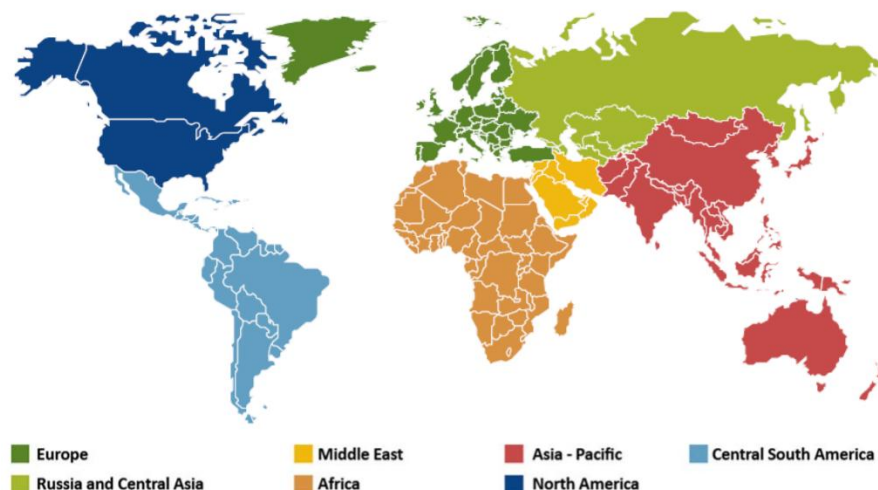 Europe
Middle East
Asia - Pacific
Central South America
Russia and Central Asia
Africa
North America